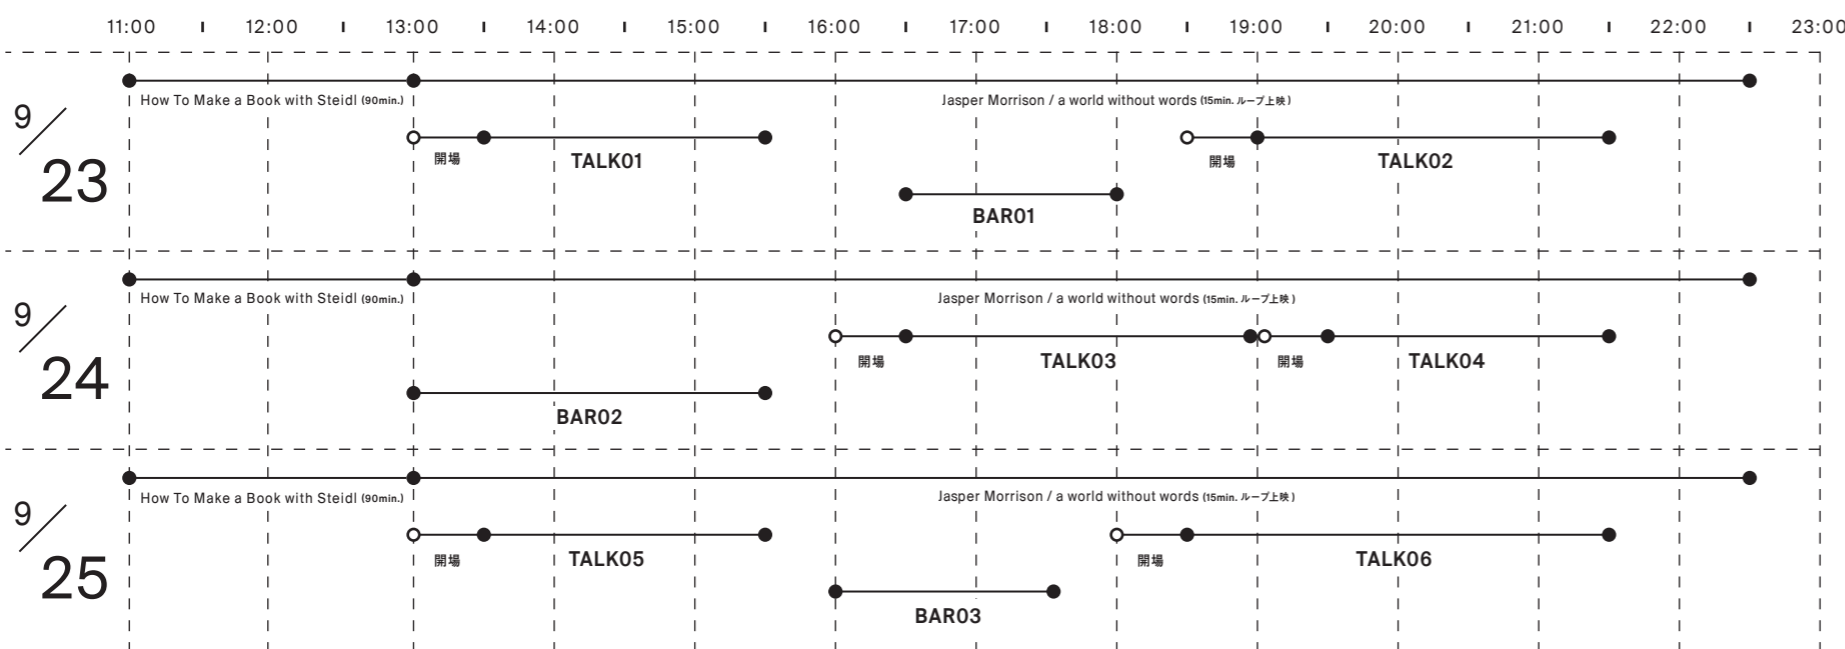 11:00 12:00 13:00 14:00 15:00 16:00 17:00 18:00 19:00 20:00 21:00 22:00 23:00
9/23
How To Make a Book with Steidl (90min.)
Jasper Morrison / a world without words (15min. ループ上映)
開場 TALK01
開場 TALK02
BAR01
9/24
How To Make a Book with Steidl (90min.)
Jasper Morrison / a world without words (15min. ループ上映)
開場 TALK03
開場 TALK04
BAR02
9/25
How To Make a Book with Steidl (90min.)
Jasper Morrison / a world without words (15min. ループ上映)
開場 TALK05
開場 TALK06
BAR03